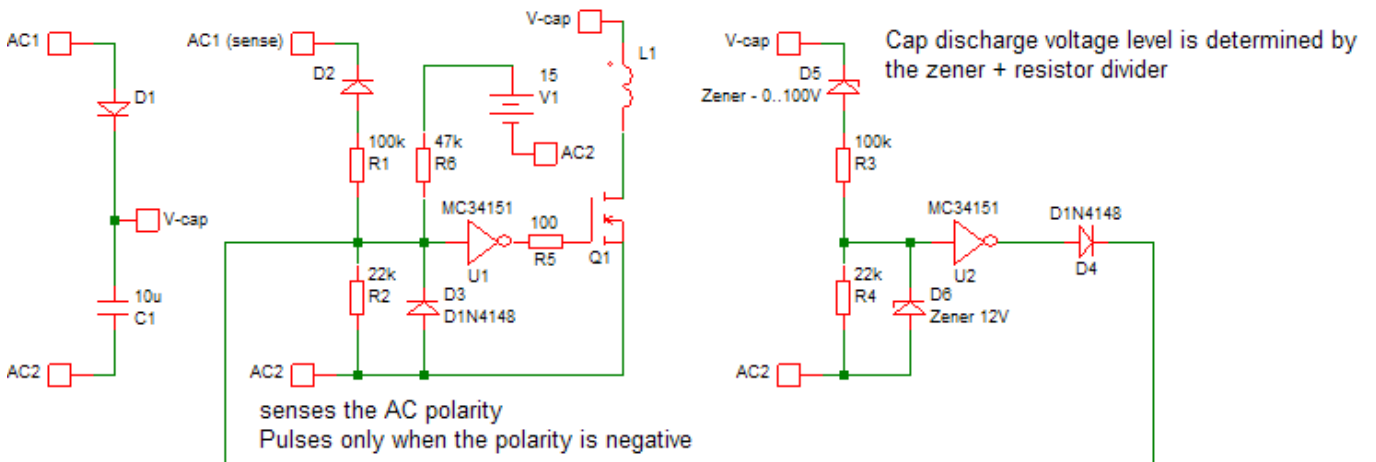 AC1
D1
V-cap
10u
C1
AC2
AC1 (sense)
D2
100k
R1
47k
R6
15
V1
AC2
V-cap
L1
MC34151
U1
100
R5
Q1
22k
R2
D3
D1N4148
AC2
senses the AC polarity
Pulses only when the polarity is negative
V-cap
D5
Zener - 0..100V
100k
R3
MC34151
U2
D1N4148
D4
22k
R4
D6
Zener 12V
AC2
Cap discharge voltage level is determined by
the zener + resistor divider